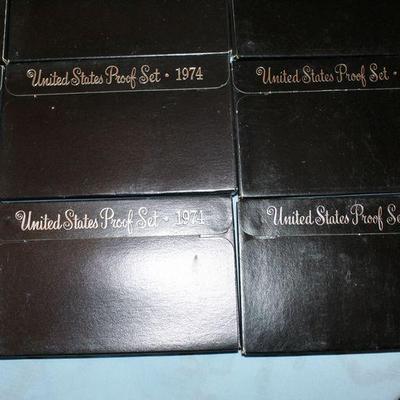 United States Proof Set • 1974
United States Proof Set •
United States Proof Set • 1974
United States Proof Se